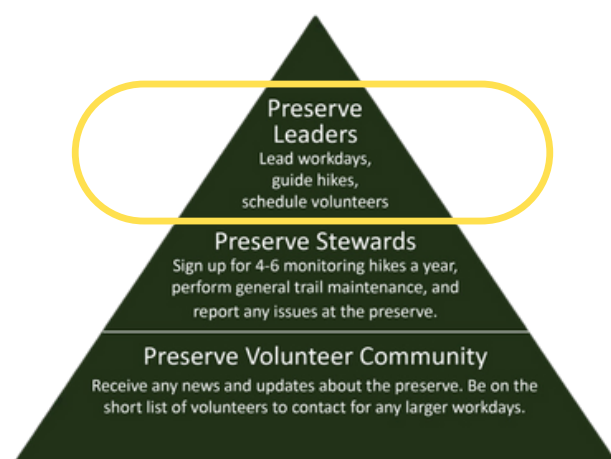 Preserve
Leaders
Lead workdays,
guide hikes,
schedule volunteers
Preserve Stewards
Sign up for 4-6 monitoring hikes a year,
perform general trail maintenance, and
report any issues at the preserve.
Preserve Volunteer Community
Receive any news and updates about the preserve. Be on the
short list of volunteers to contact for any larger workdays.